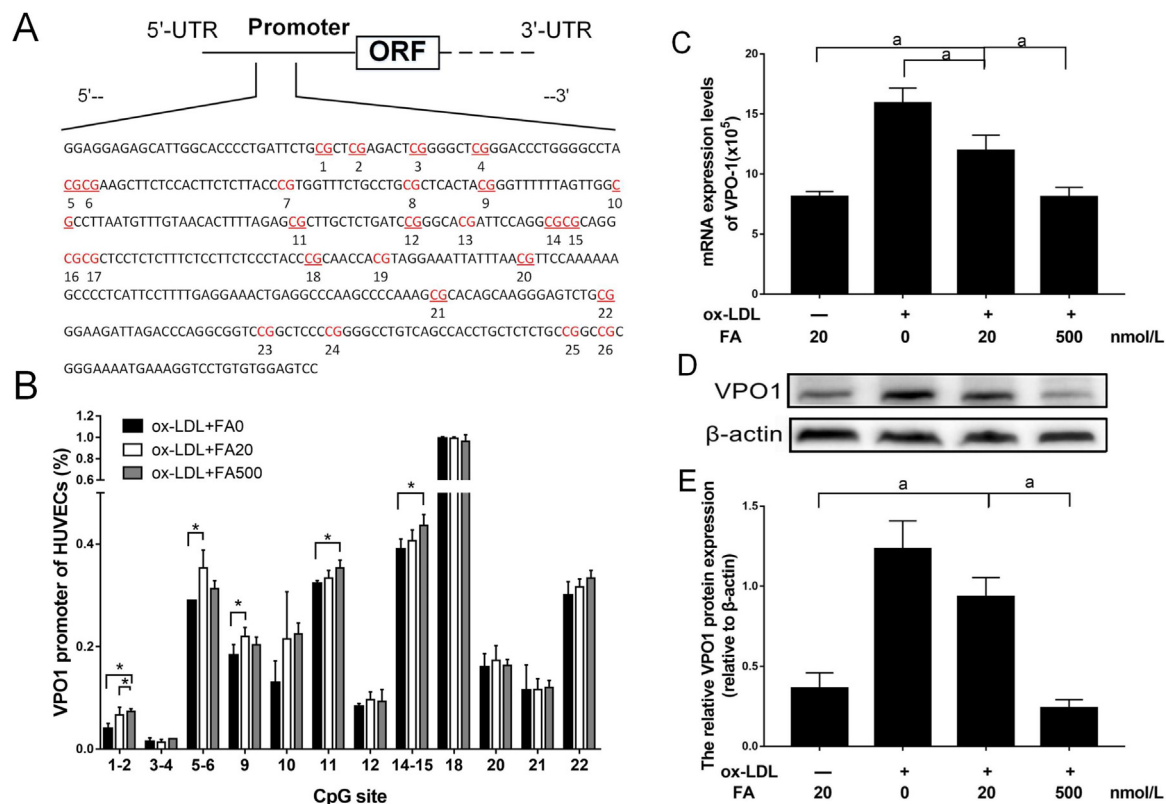 A
5'-UTR Promoter 3'-UTR
ORF
5'-- --3'
GGAGGAGAGCATTGGCACCCCTGATTCTGCGCTCGAGACTCGGGGCTCGGGACCCTGGGGCCTA
1 2 3 4
CGCGAAGCTTCTCCACTTCTCTTACCCGTGGTTTCTGCCTGCGCTCACTACGGGTTTTTTAGTTGGC
5 6 7 8 9 10
GCCTTAATGTTTGTAACACTTTTAGAGCGCTTGCTCTGATCCGGGCACGATTCCAGGCGCGCAGG
11 12 13 14 15
CGCGCTCCTCTCTTTCTCCTTCTCCCTACCCGCAACCACGTAGGAAATTATTTAACGTTCCAAAAAA
16 17 18 19 20
GCCCCTCATTCCTTTTGAGGAAACTGAGGCCCAAGCCCCAAAGCGCACAGCAAGGGAGTCTGCG
21 22
GGAAGATTAGACCCAGGCGGTCCGGCTCCCCGGGGCCTGTCAGCCACCTGCTCTCTGCCGGCCGC
23 24 25 26
GGGAAAATGAAAGGTCCTGTGTGGAGTCC
B
VPO1 promoter of HUVECs (%)
ox-LDL+FA0
ox-LDL+FA20
ox-LDL+FA500
1.2
1.0
0.8
0.6
0.4
0.2
0.0
* * * * * *
1-2 3-4 5-6 9 10 11 12 14-15 18 20 21 22
CpG site
C
mRNA expression levels
of VPO-1(x10⁵)
20
15
10
5
0
a a
a
ox-LDL — + + +
FA 20 0 20 500 nmol/L
D
VPO1
β-actin
E
The relative VPO1 protein expression
(relative to β-actin)
1.5
1.0
0.5
0.0
a a
ox-LDL — + + +
FA 20 0 20 500 nmol/L